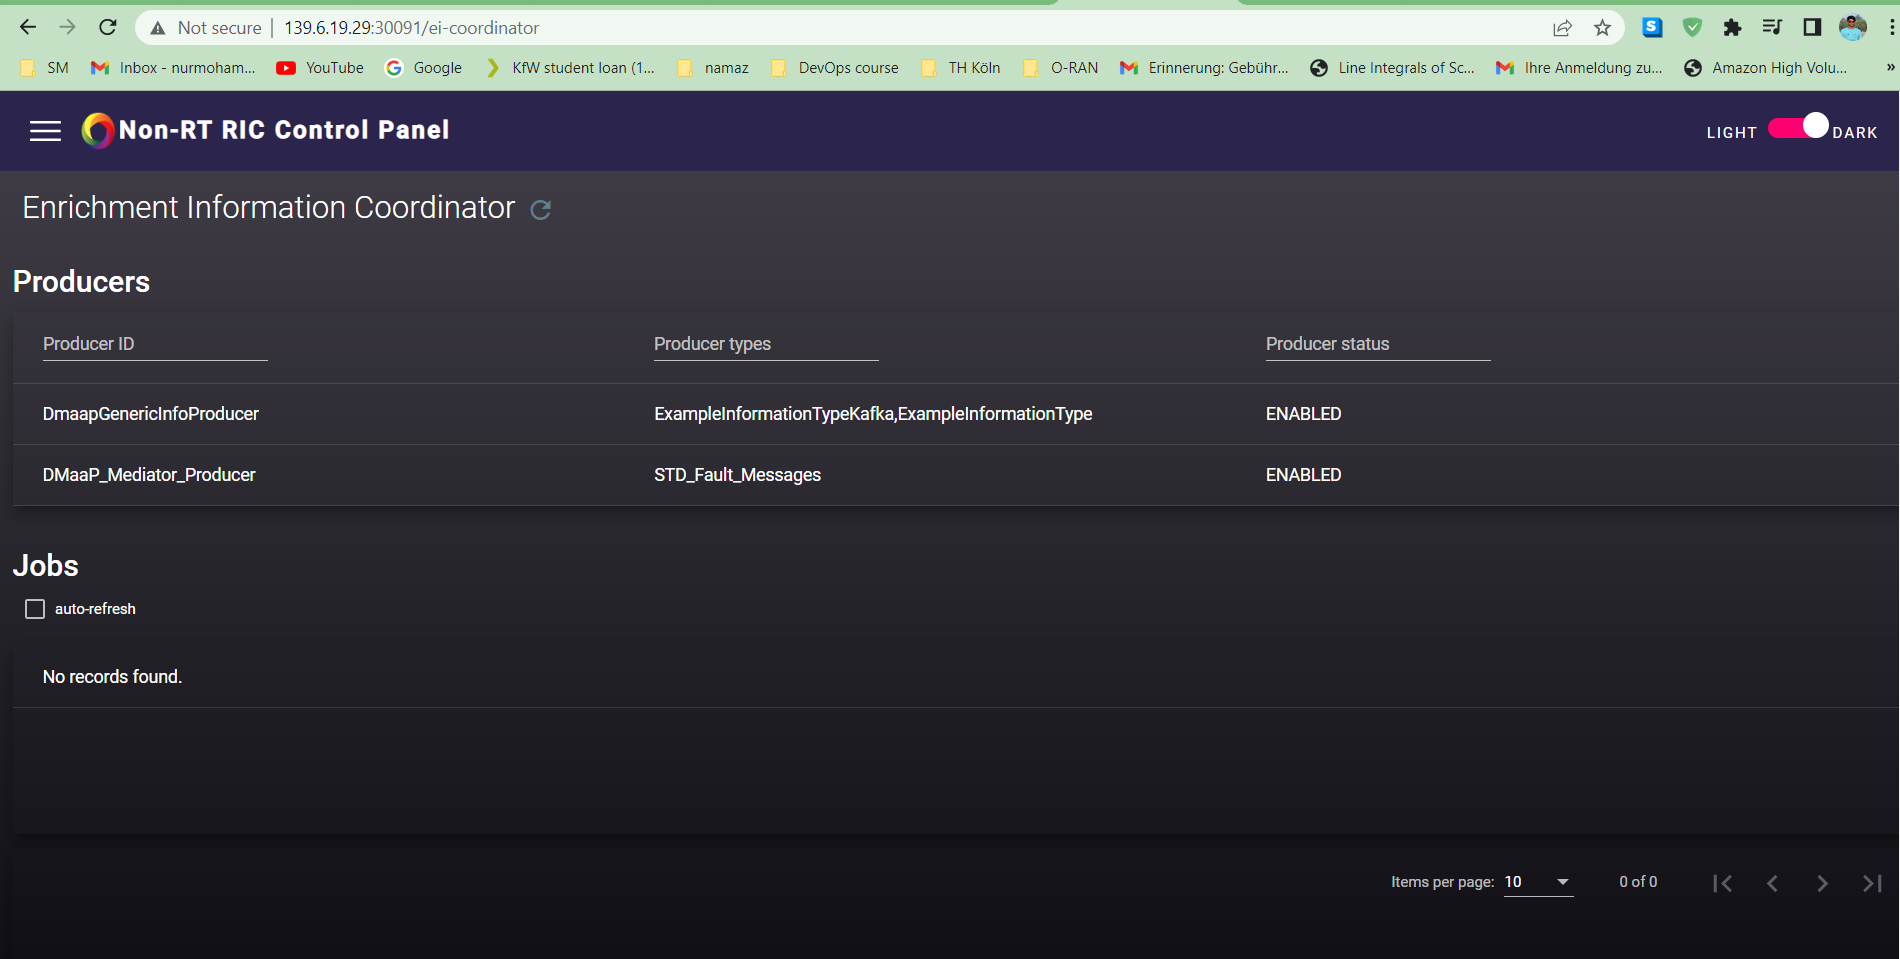 Not secure | 139.6.19.29:30091/ei-coordinator
SM Inbox - nurmoham... YouTube Google KfW student loan (1... namaz DevOps course TH Köln O-RAN Erinnerung: Gebühr... Line Integrals of Sc... Ihre Anmeldung zu... Amazon High Volu... »
Non-RT RIC Control Panel LIGHT DARK
Enrichment Information Coordinator
Producers
Producer ID Producer types Producer status
DmaapGenericInfoProducer ExampleInformationTypeKafka,ExampleInformationType ENABLED
DMaaP_Mediator_Producer STD_Fault_Messages ENABLED
Jobs
auto-refresh
No records found.
Items per page: 10 0 of 0